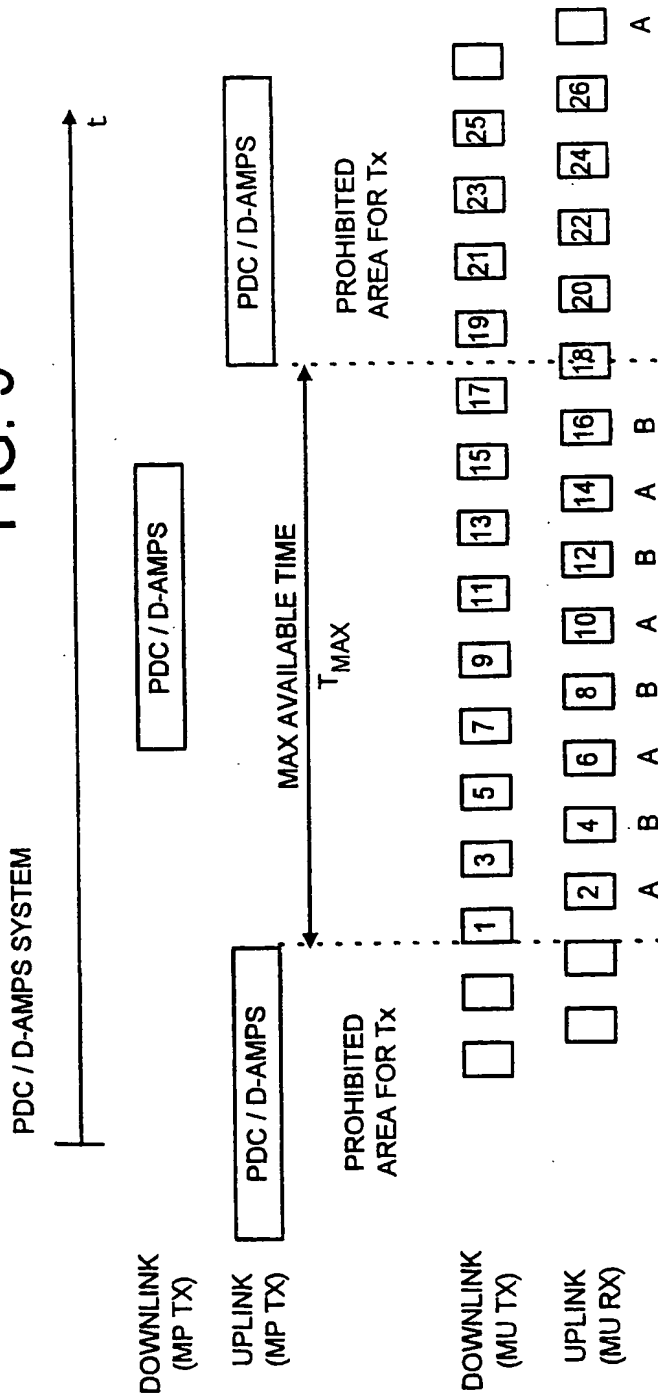 FIG. 9
PDC / D-AMPS SYSTEM
t
DOWNLINK
(MP TX)
PDC / D-AMPS
UPLINK
(MP TX)
PDC / D-AMPS
PDC / D-AMPS
MAX AVAILABLE TIME
TMAX
PROHIBITED
AREA FOR Tx
PROHIBITED
AREA FOR Tx
DOWNLINK
(MU TX)
1 3 5 7 9 11 13 15 17 19 21 23 25
UPLINK
(MU RX)
2 4 6 8 10 12 14 16 18 20 22 24 26
A B A B A B A B A